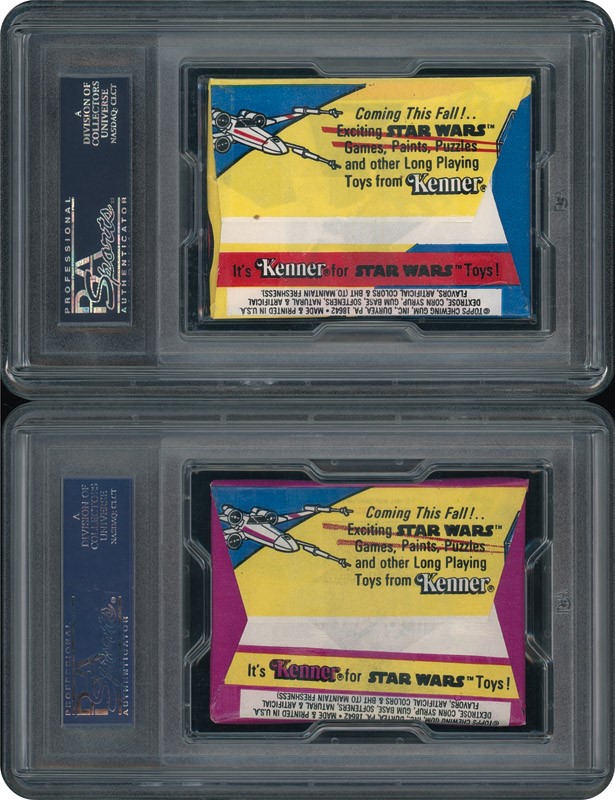 A
DIVISION OF
COLLECTORS
UNIVERSE
NASDAQ: CLCT
PROFESSIONAL
PSA
Sports
AUTHENTICATOR
Coming This Fall!..
Exciting STAR WARS™
Games, Paints, Puzzles
and other Long Playing
Toys from Kenner®
It's Kenner® for STAR WARS™ Toys!
©TOPPS CHEWING GUM, INC., DURYEA, PA. 18642 • MADE & PRINTED IN U.S.A.
DEXTROSE, CORN SYRUP, GUM BASE, SOFTENERS, NATURAL & ARTIFICIAL
FLAVORS, ARTIFICIAL COLORS & BHT (TO MAINTAIN FRESHNESS)
A
DIVISION OF
COLLECTORS
UNIVERSE
NASDAQ: CLCT
PROFESSIONAL
PSA
Sports
AUTHENTICATOR
Coming This Fall!..
Exciting STAR WARS™
Games, Paints, Puzzles
and other Long Playing
Toys from Kenner®
It's Kenner® for STAR WARS™ Toys!
©TOPPS CHEWING GUM, INC., DURYEA, PA. 18642 • MADE & PRINTED IN U.S.A.
DEXTROSE, CORN SYRUP, GUM BASE, SOFTENERS, NATURAL & ARTIFICIAL
FLAVORS, ARTIFICIAL COLORS & BHT (TO MAINTAIN FRESHNESS)